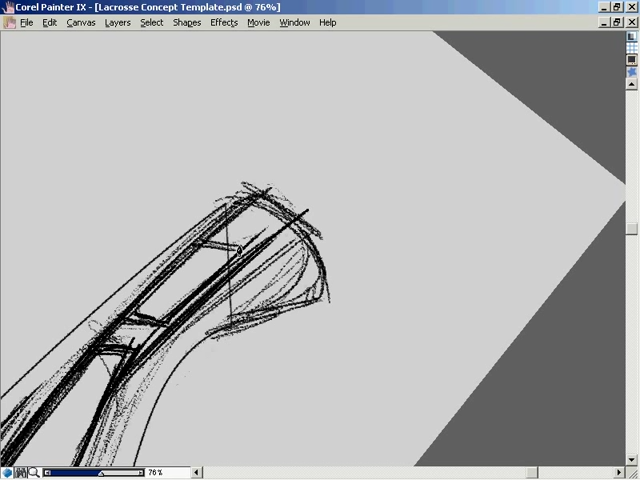 Corel Painter IX - [Lacrosse Concept Template.psd @ 76%]
File Edit Canvas Layers Select Shapes Effects Movie Window Help
76%